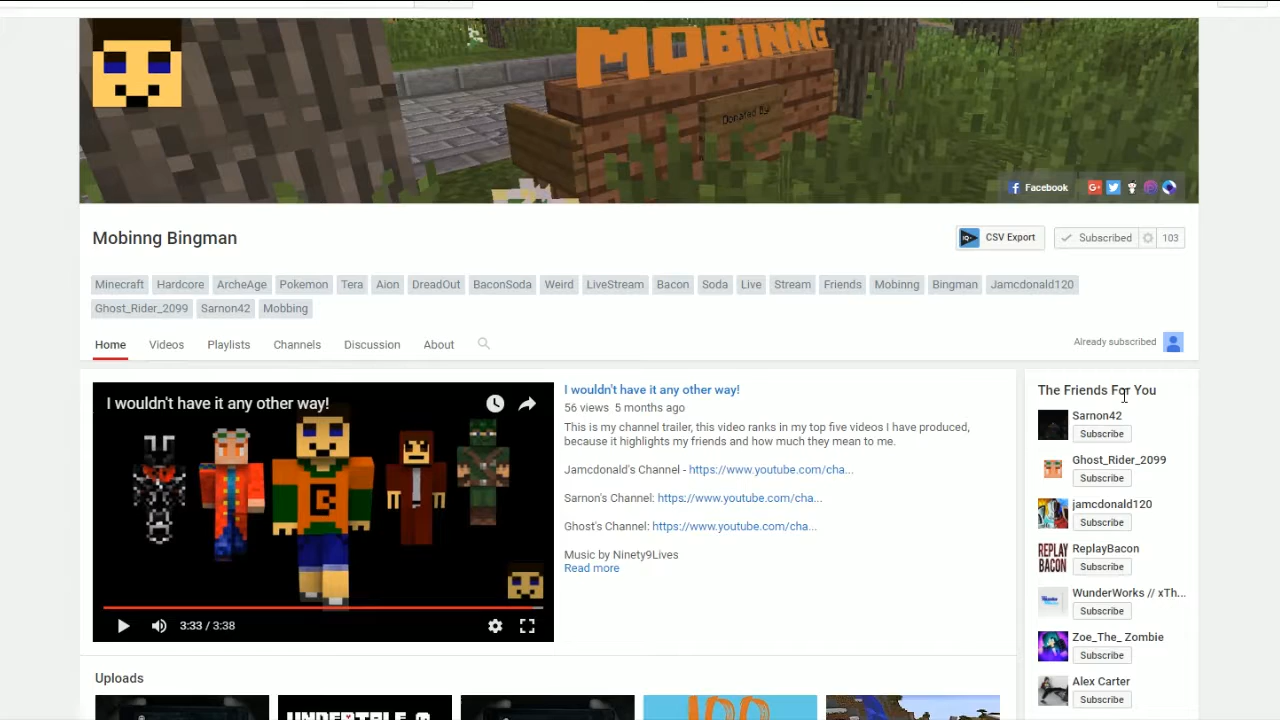 MOBINNG
Donated By:
Facebook
Mobinng Bingman
CSV Export
Subscribed 103
Minecraft Hardcore ArcheAge Pokemon Tera Aion DreadOut BaconSoda Weird LiveStream Bacon Soda Live Stream Friends Mobinng Bingman Jamcdonald120
Ghost_Rider_2099 Sarnon42 Mobbing
Home Videos Playlists Channels Discussion About
Already subscribed
I wouldn't have it any other way!
3:33 / 3:38
I wouldn't have it any other way!
56 views 5 months ago
This is my channel trailer, this video ranks in my top five videos I have produced,
because it highlights my friends and how much they mean to me.
Jamcdonald's Channel - https://www.youtube.com/cha...
Sarnon's Channel: https://www.youtube.com/cha...
Ghost's Channel: https://www.youtube.com/cha...
Music by Ninety9Lives
Read more
The Friends For You
Sarnon42
Subscribe
Ghost_Rider_2099
Subscribe
jamcdonald120
Subscribe
REPLAY
BACON
ReplayBacon
Subscribe
WunderWorks // xTh...
Subscribe
Zoe_The_ Zombie
Subscribe
Alex Carter
Subscribe
Uploads
UNDERTALE
100